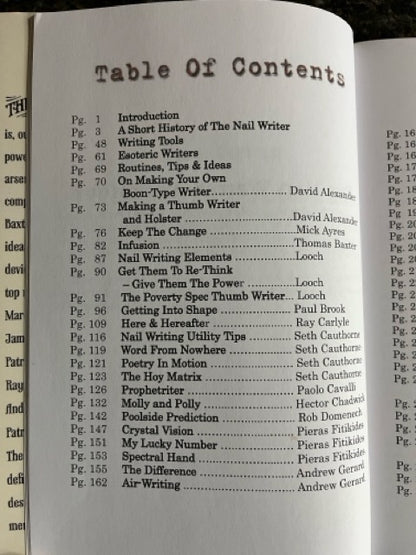 Table Of Contents
Pg. 1 Introduction
Pg. 3 A Short History of The Nail Writer
Pg. 48 Writing Tools
Pg. 61 Esoteric Writers
Pg. 69 Routines, Tips & Ideas
Pg. 70 On Making Your Own
Boon-Type Writer............................ David Alexander
Pg. 73 Making a Thumb Writer
and Holster ........................................David Alexander
Pg. 76 Keep The Change ................................Mick Ayres
Pg. 82 Infusion ................................................Thomas Baxter
Pg. 87 Nail Writing Elements ......................Looch
Pg. 90 Get Them To Re-Think
– Give Them The Power ..................Looch
Pg. 91 The Poverty Spec Thumb Writer... Looch
Pg. 96 Getting Into Shape ........................ Paul Brook
Pg. 109 Here & Hereafter .......................... Ray Carlyle
Pg. 116 Nail Writing Utility Tips ............. Seth Cauthorne
Pg. 119 Word From Nowhere .................... Seth Cauthorne
Pg. 121 Poetry In Motion .......................... Seth Cauthorne
Pg. 123 The Hoy Matrix ............................ Seth Cauthorne
Pg. 126 Prophetriter .................................. Paolo Cavalli
Pg. 132 Molly and Polly ............................ Hector Chadwick
Pg. 142 Poolside Prediction ...................... Rob Domenech
Pg. 147 Crystal Vision ............................... Pieras Fitikides
Pg. 151 My Lucky Number ....................... Pieras Fitikides
Pg. 153 Spectral Hand ............................... Pieras Fitikides
Pg. 155 The Difference .............................. Andrew Gerard
Pg. 162 Air-Writing .................................... Andrew Gerard